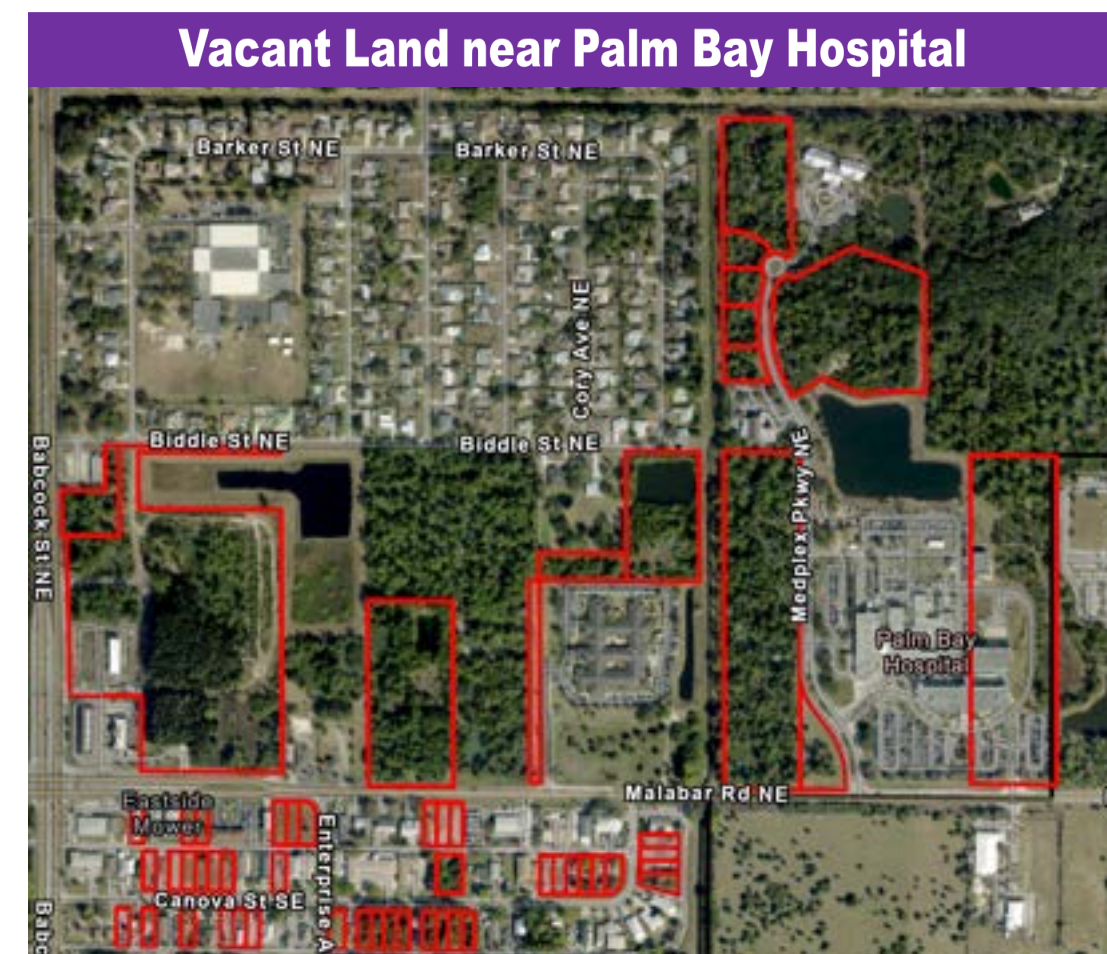 Vacant Land near Palm Bay Hospital
Barker St NE
Barker St NE
Cory Ave NE
Biddle St NE
Biddle St NE
Babcock St NE
Medplex Pkwy NE
Palm Bay
Hospital
Malabar Rd NE
Eastside
Mower
Enterprise A
Canova St SE
Babc